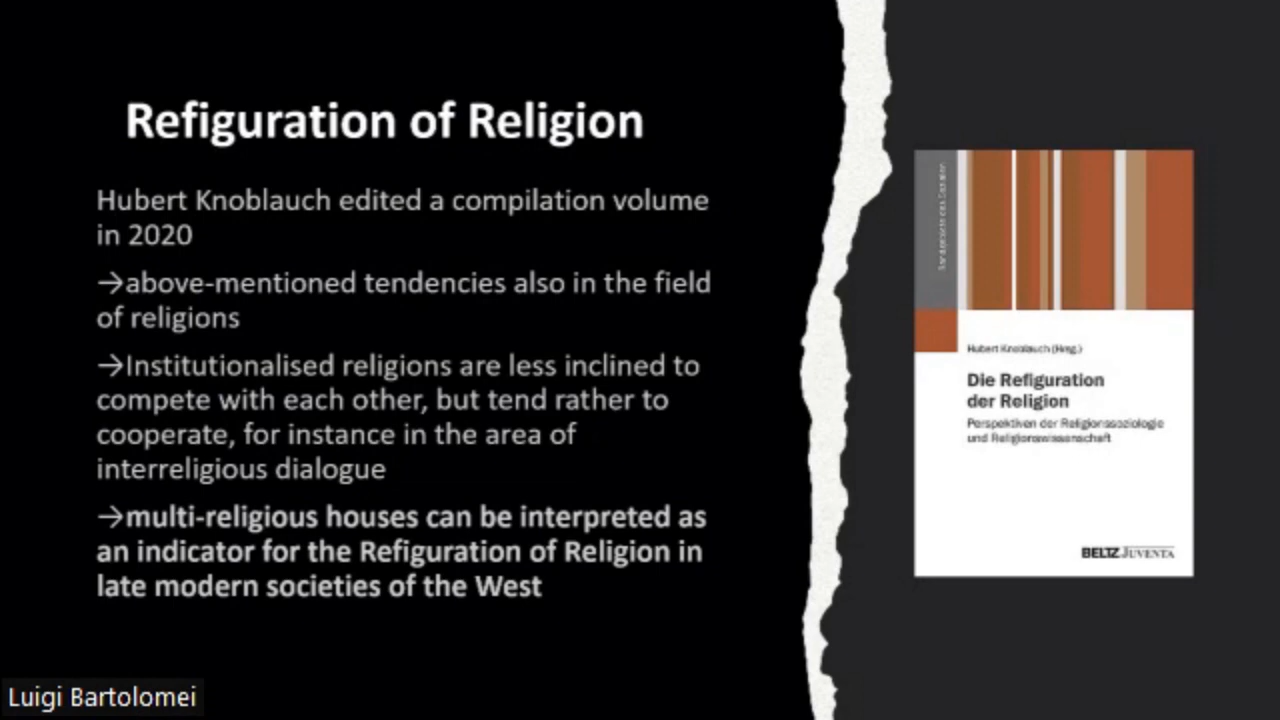 Refiguration of Religion
Hubert Knoblauch edited a compilation volume
in 2020
→above-mentioned tendencies also in the field
of religions
→Institutionalised religions are less inclined to
compete with each other, but tend rather to
cooperate, for instance in the area of
interreligious dialogue
→multi-religious houses can be interpreted as
an indicator for the Refiguration of Religion in
late modern societies of the West
Hubert Knoblauch (Hrsg.)
Die Refiguration
der Religion
Perspektiven der Religionssoziologie
und Religionswissenschaft
BELTZ JUVENTA
Luigi Bartolomei